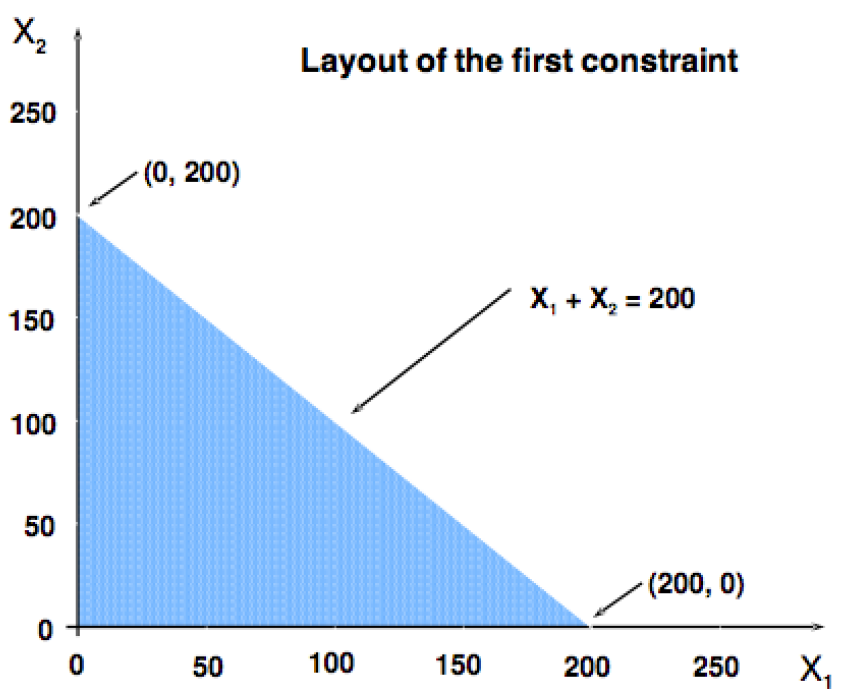 X₂
Layout of the first constraint
250
(0, 200)
200
X₁ + X₂ = 200
150
100
50
(200, 0)
0
0 50 100 150 200 250 X₁